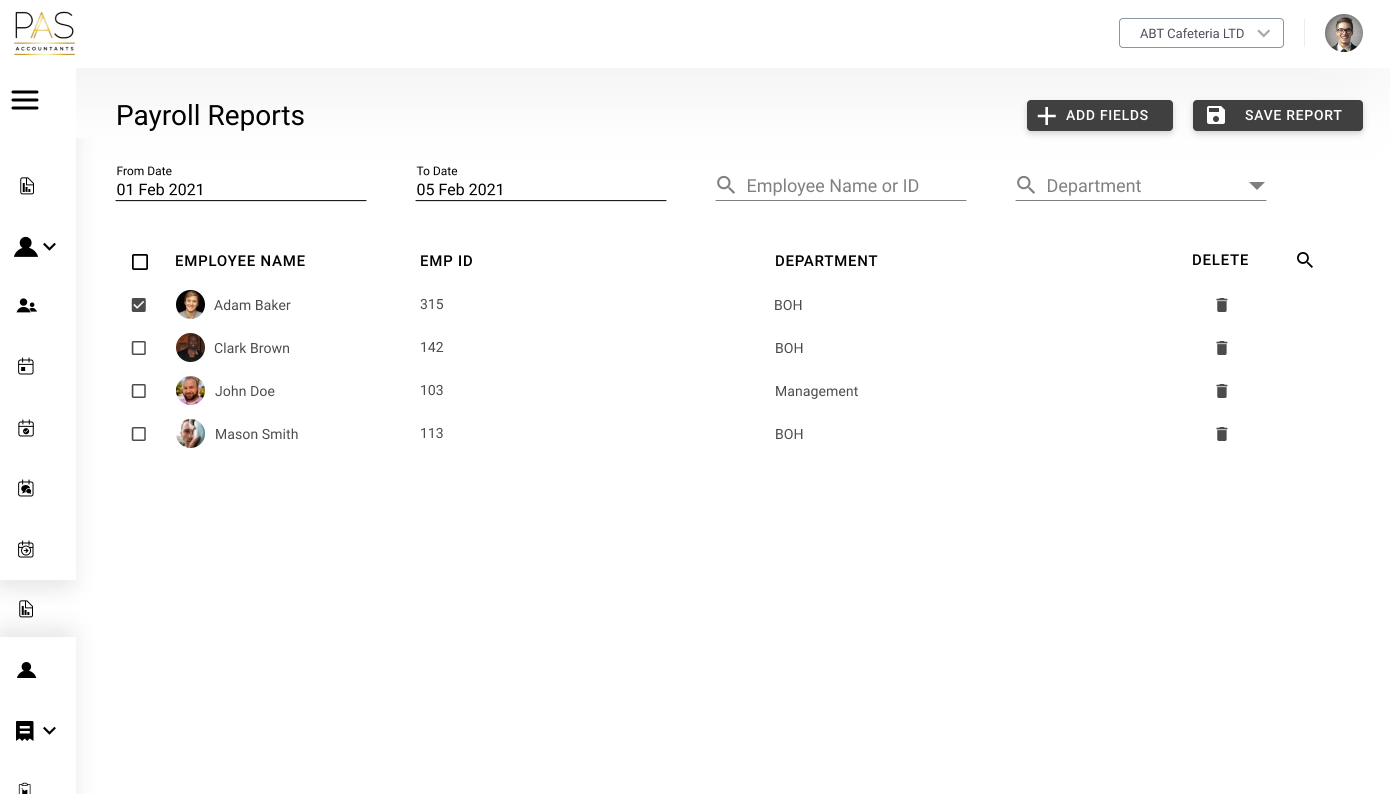 PAS
ACCOUNTANTS
ABT Cafeteria LTD
Payroll Reports
ADD FIELDS
SAVE REPORT
From Date
01 Feb 2021
To Date
05 Feb 2021
Employee Name or ID
Department
EMPLOYEE NAME EMP ID DEPARTMENT DELETE
Adam Baker 315 BOH
Clark Brown 142 BOH
John Doe 103 Management
Mason Smith 113 BOH